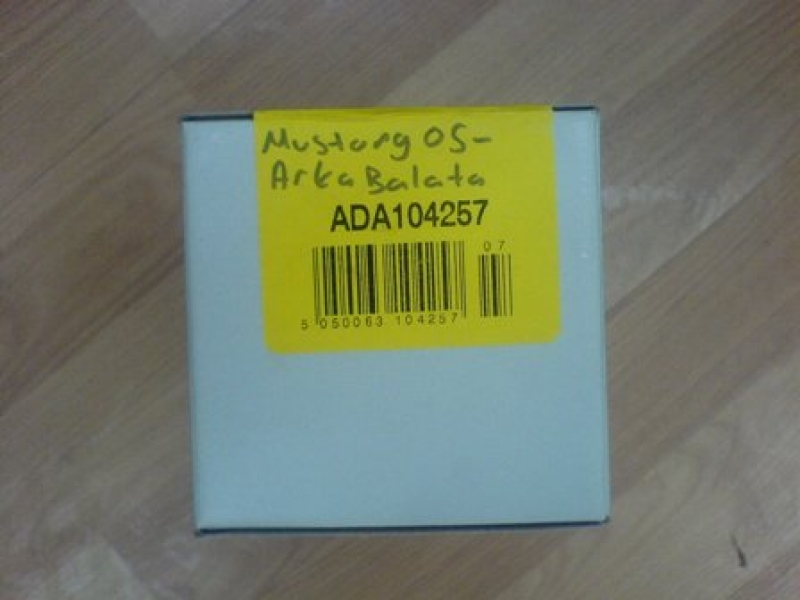 Mustang 05-
Arka Balata
ADA104257
07
5 050063 104257